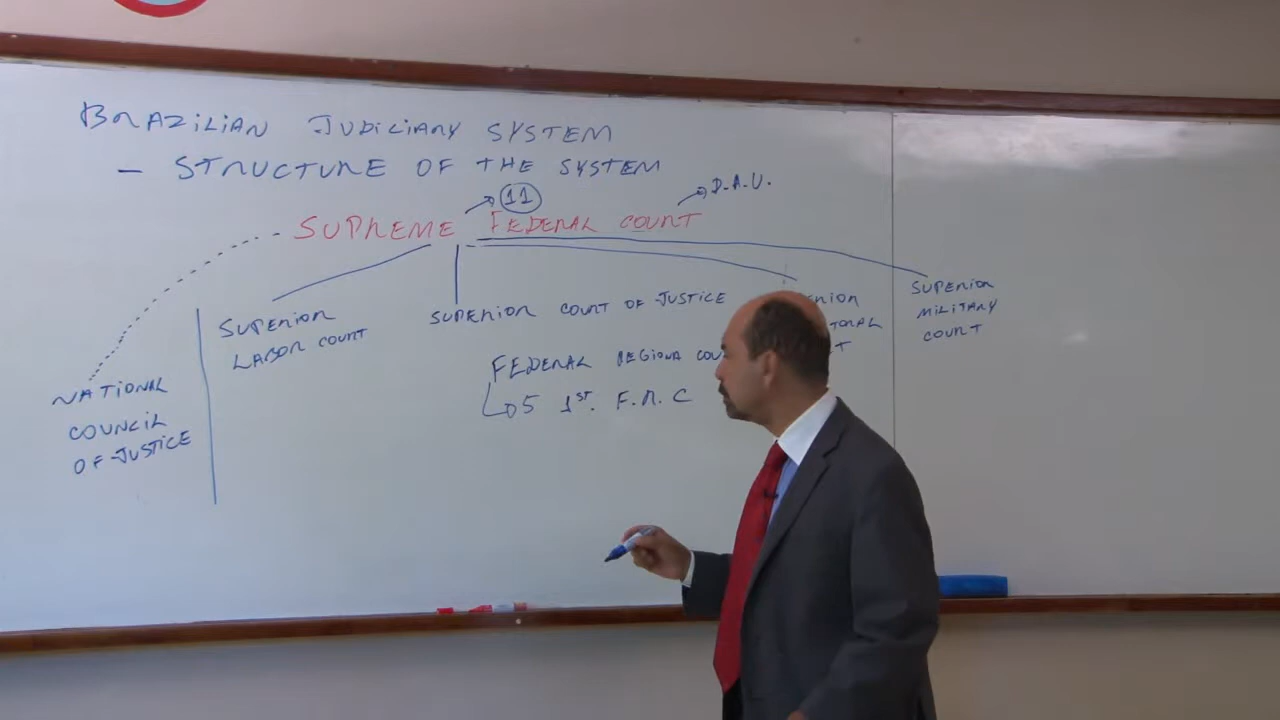 BRAZILIAN JUDICIARY SYSTEM
- STRUCTURE OF THE SYSTEM
11
D.A.U.
SUPREME FEDERAL COURT
SUPERIOR
LABOR COURT
SUPERIOR COURT OF JUSTICE
SUPERIOR
MILITARY
COURT
FEDERAL REGIONA
5 1ST. F.R.C
NATIONAL
COUNCIL
OF JUSTICE